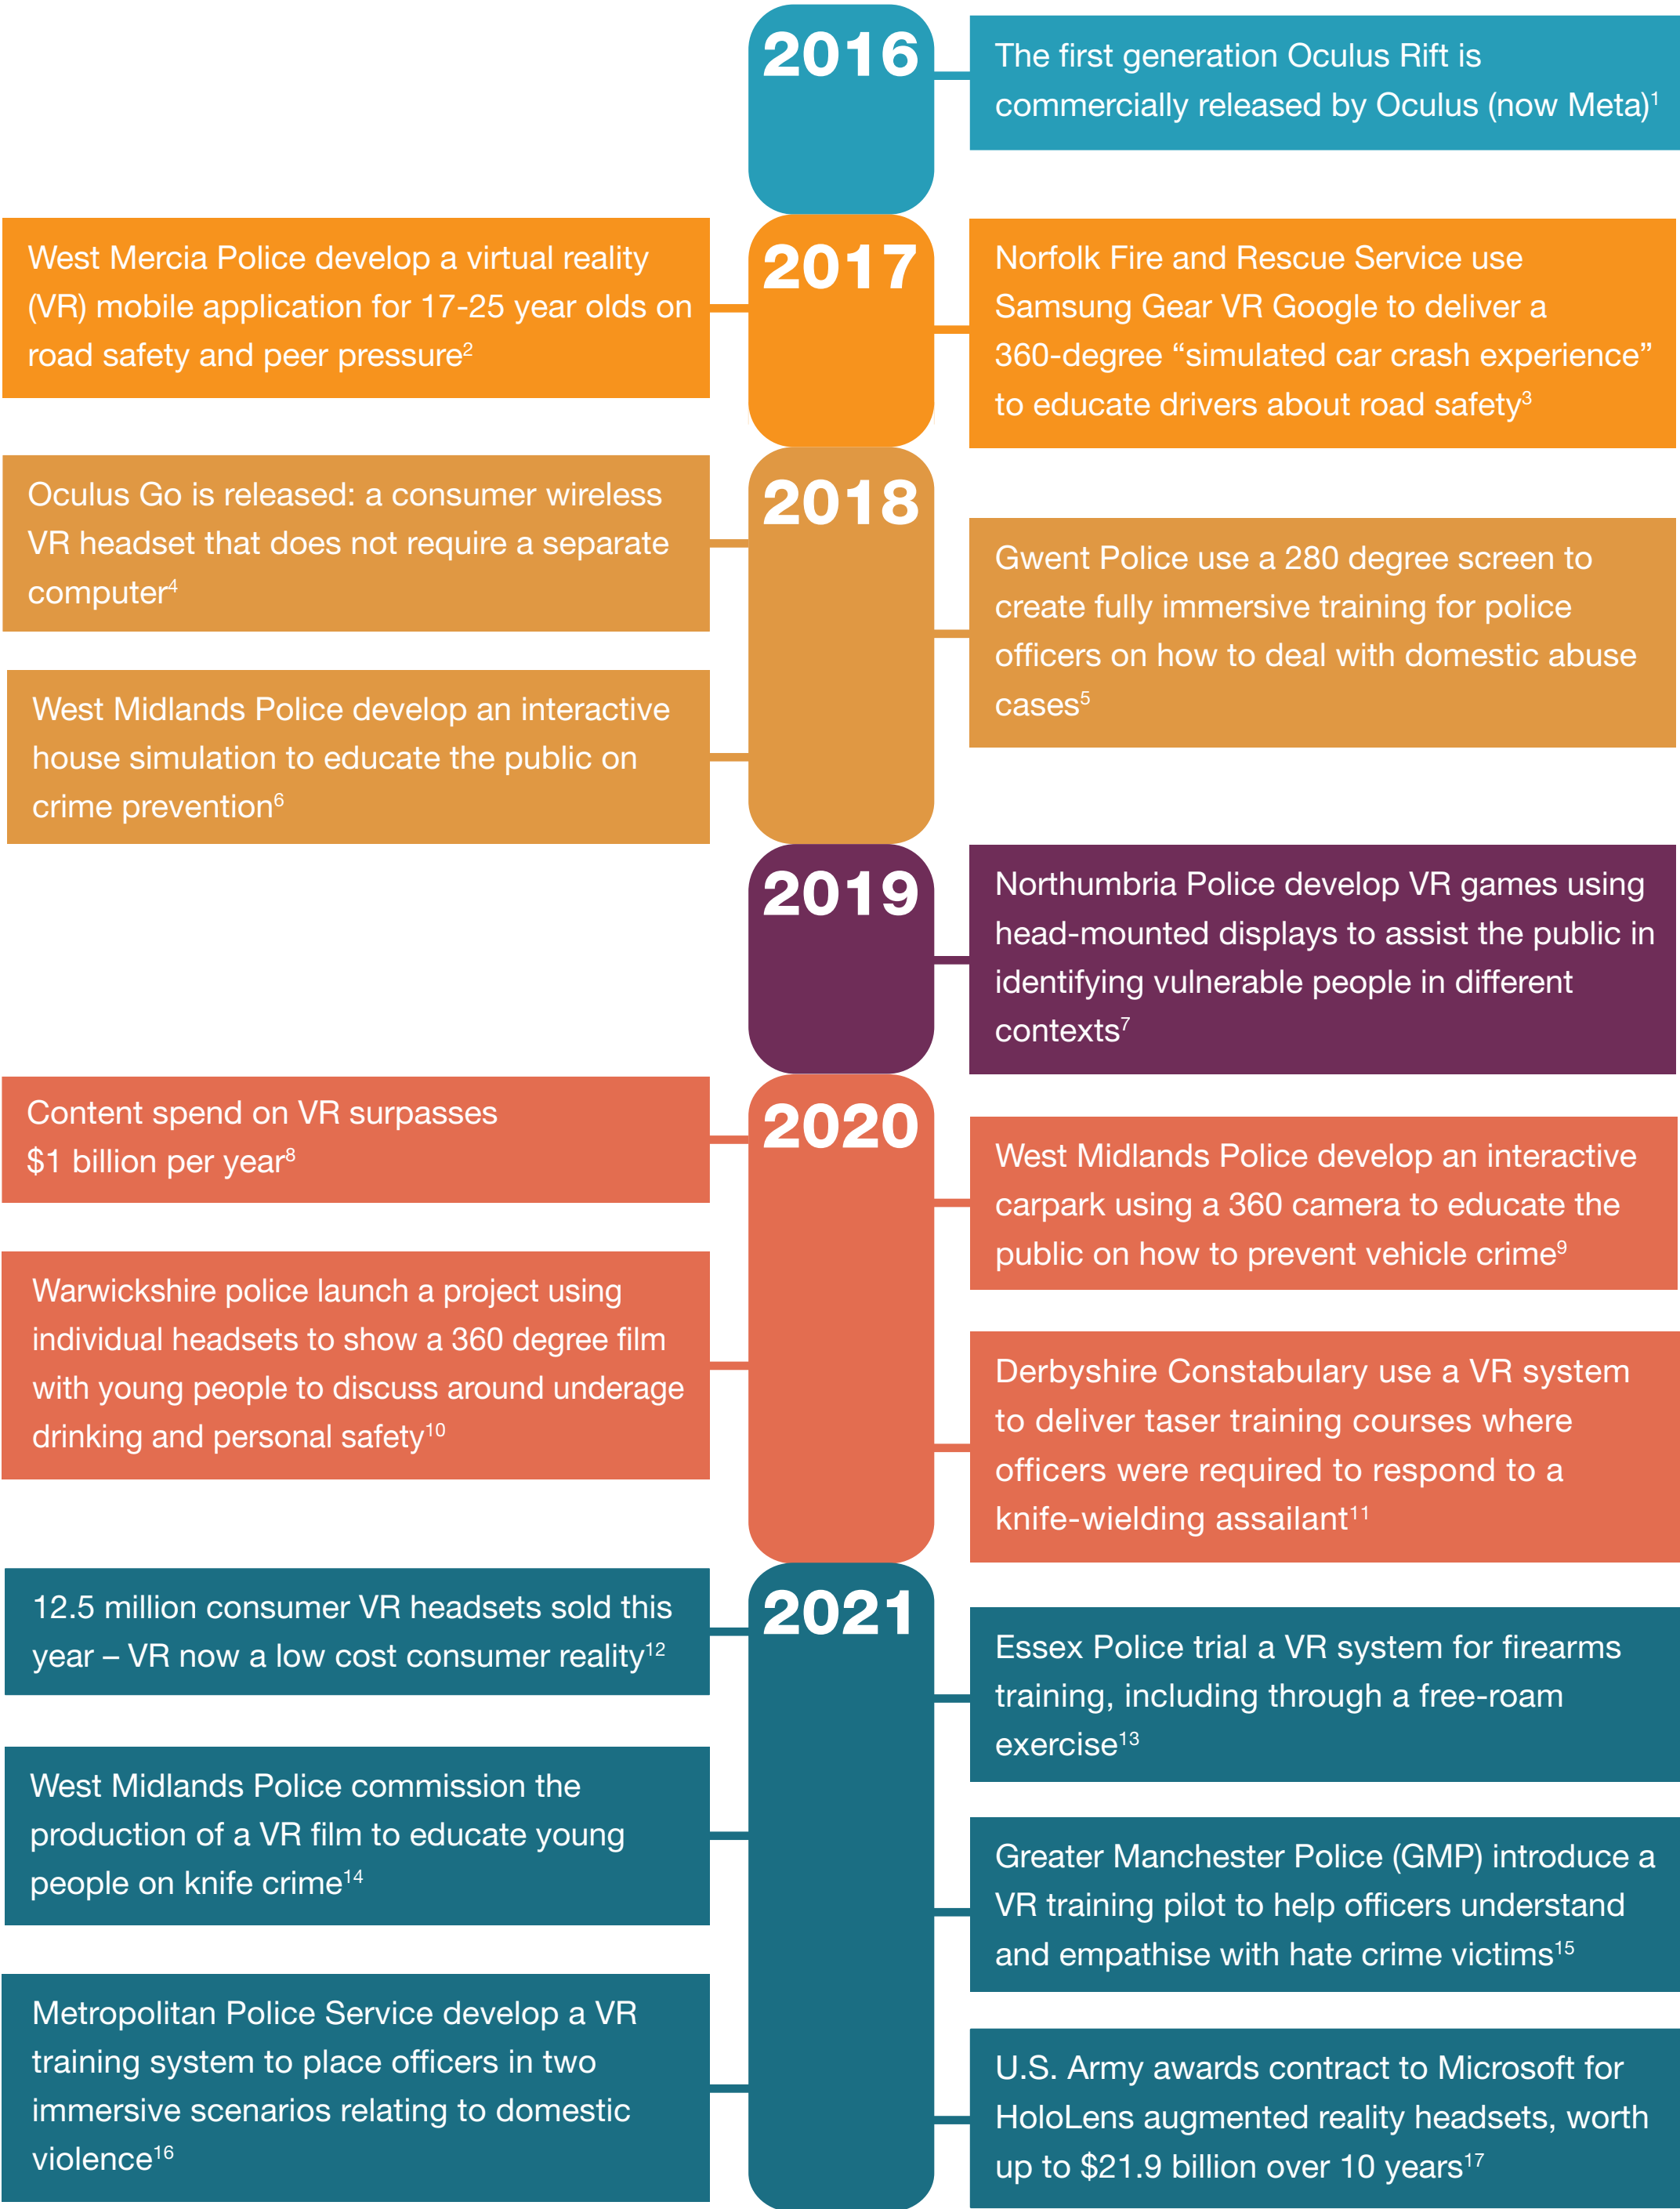 2016
The first generation Oculus Rift is
commercially released by Oculus (now Meta)1
2017
West Mercia Police develop a virtual reality
(VR) mobile application for 17-25 year olds on
road safety and peer pressure2
Norfolk Fire and Rescue Service use
Samsung Gear VR Google to deliver a
360-degree “simulated car crash experience”
to educate drivers about road safety3
2018
Oculus Go is released: a consumer wireless
VR headset that does not require a separate
computer4
Gwent Police use a 280 degree screen to
create fully immersive training for police
officers on how to deal with domestic abuse
cases5
West Midlands Police develop an interactive
house simulation to educate the public on
crime prevention6
2019
Northumbria Police develop VR games using
head-mounted displays to assist the public in
identifying vulnerable people in different
contexts7
2020
Content spend on VR surpasses
$1 billion per year8
West Midlands Police develop an interactive
carpark using a 360 camera to educate the
public on how to prevent vehicle crime9
Warwickshire police launch a project using
individual headsets to show a 360 degree film
with young people to discuss around underage
drinking and personal safety10
Derbyshire Constabulary use a VR system
to deliver taser training courses where
officers were required to respond to a
knife-wielding assailant11
2021
12.5 million consumer VR headsets sold this
year – VR now a low cost consumer reality12
Essex Police trial a VR system for firearms
training, including through a free-roam
exercise13
West Midlands Police commission the
production of a VR film to educate young
people on knife crime14
Greater Manchester Police (GMP) introduce a
VR training pilot to help officers understand
and empathise with hate crime victims15
Metropolitan Police Service develop a VR
training system to place officers in two
immersive scenarios relating to domestic
violence16
U.S. Army awards contract to Microsoft for
HoloLens augmented reality headsets, worth
up to $21.9 billion over 10 years17